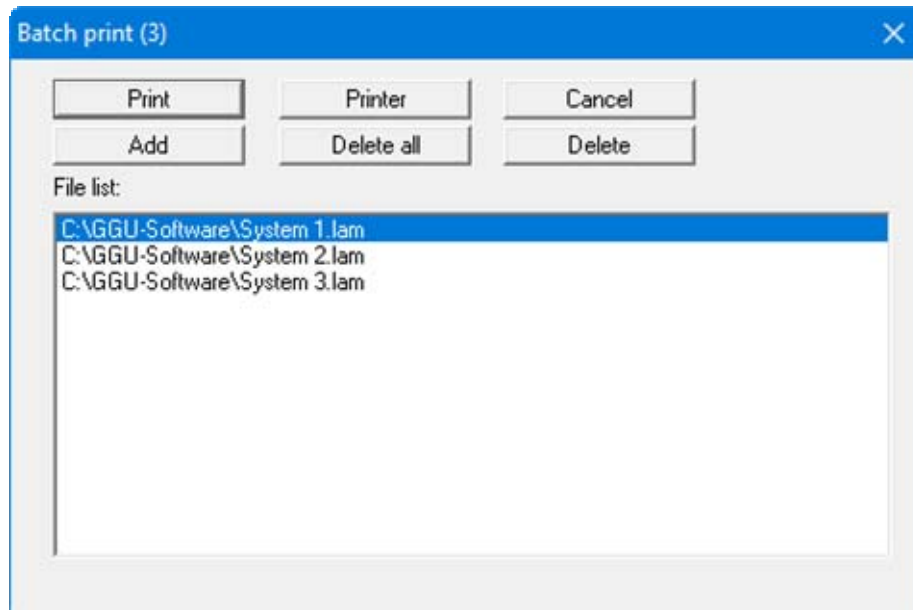 Batch print (3)
Print Printer Cancel
Add Delete all Delete
File list:
C:\GGU-Software\System 1.lam
C:\GGU-Software\System 2.lam
C:\GGU-Software\System 3.lam